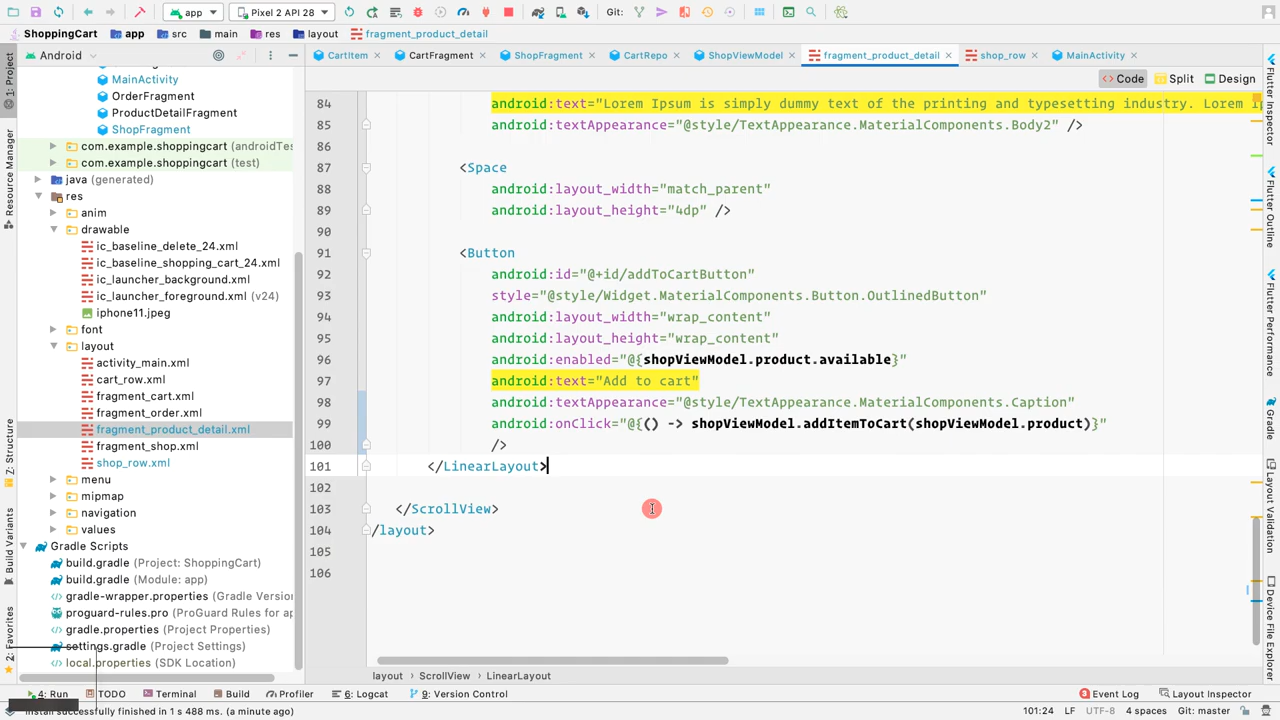 app
Pixel 2 API 28
Git:
ShoppingCart
app
src
main
res
layout
fragment_product_detail
1: Project
Android
CartItem
CartFragment
ShopFragment
CartRepo
ShopViewModel
fragment_product_detail
shop_row
MainActivity
Code
Split
Design
MainActivity
OrderFragment
ProductDetailFragment
ShopFragment
com.example.shoppingcart (androidTes
com.example.shoppingcart (test)
java (generated)
res
anim
drawable
ic_baseline_delete_24.xml
ic_baseline_shopping_cart_24.xml
ic_launcher_background.xml
ic_launcher_foreground.xml (v24)
iphone11.jpeg
font
layout
activity_main.xml
cart_row.xml
fragment_cart.xml
fragment_order.xml
fragment_product_detail.xml
fragment_shop.xml
shop_row.xml
menu
mipmap
navigation
values
Gradle Scripts
build.gradle (Project: ShoppingCart)
build.gradle (Module: app)
gradle-wrapper.properties (Gradle Version
proguard-rules.pro (ProGuard Rules for ap
gradle.properties (Project Properties)
settings.gradle (Project Settings)
local.properties (SDK Location)
Resource Manager
Z: Structure
Build Variants
2: Favorites
84 android:text="Lorem Ipsum is simply dummy text of the printing and typesetting industry. Lorem I
85 android:textAppearance="@style/TextAppearance.MaterialComponents.Body2" />
86
87 <Space
88 android:layout_width="match_parent"
89 android:layout_height="4dp" />
90
91 <Button
92 android:id="@+id/addToCartButton"
93 style="@style/Widget.MaterialComponents.Button.OutlinedButton"
94 android:layout_width="wrap_content"
95 android:layout_height="wrap_content"
96 android:enabled="@{shopViewModel.product.available}"
97 android:text="Add to cart"
98 android:textAppearance="@style/TextAppearance.MaterialComponents.Caption"
99 android:onClick="@{() -> shopViewModel.addItemToCart(shopViewModel.product)}"
100 />
101 </LinearLayout>
102
103 </ScrollView>
104 /layout>
105
106
Flutter Inspector
Flutter Outline
Flutter Performance
Gradle
Layout Validation
Device File Explorer
layout
ScrollView
LinearLayout
4: Run
TODO
Terminal
Build
Profiler
6: Logcat
9: Version Control
3 Event Log
Layout Inspector
Install successfully finished in 1 s 488 ms. (a minute ago)
101:24
LF
UTF-8
4 spaces
Git: master